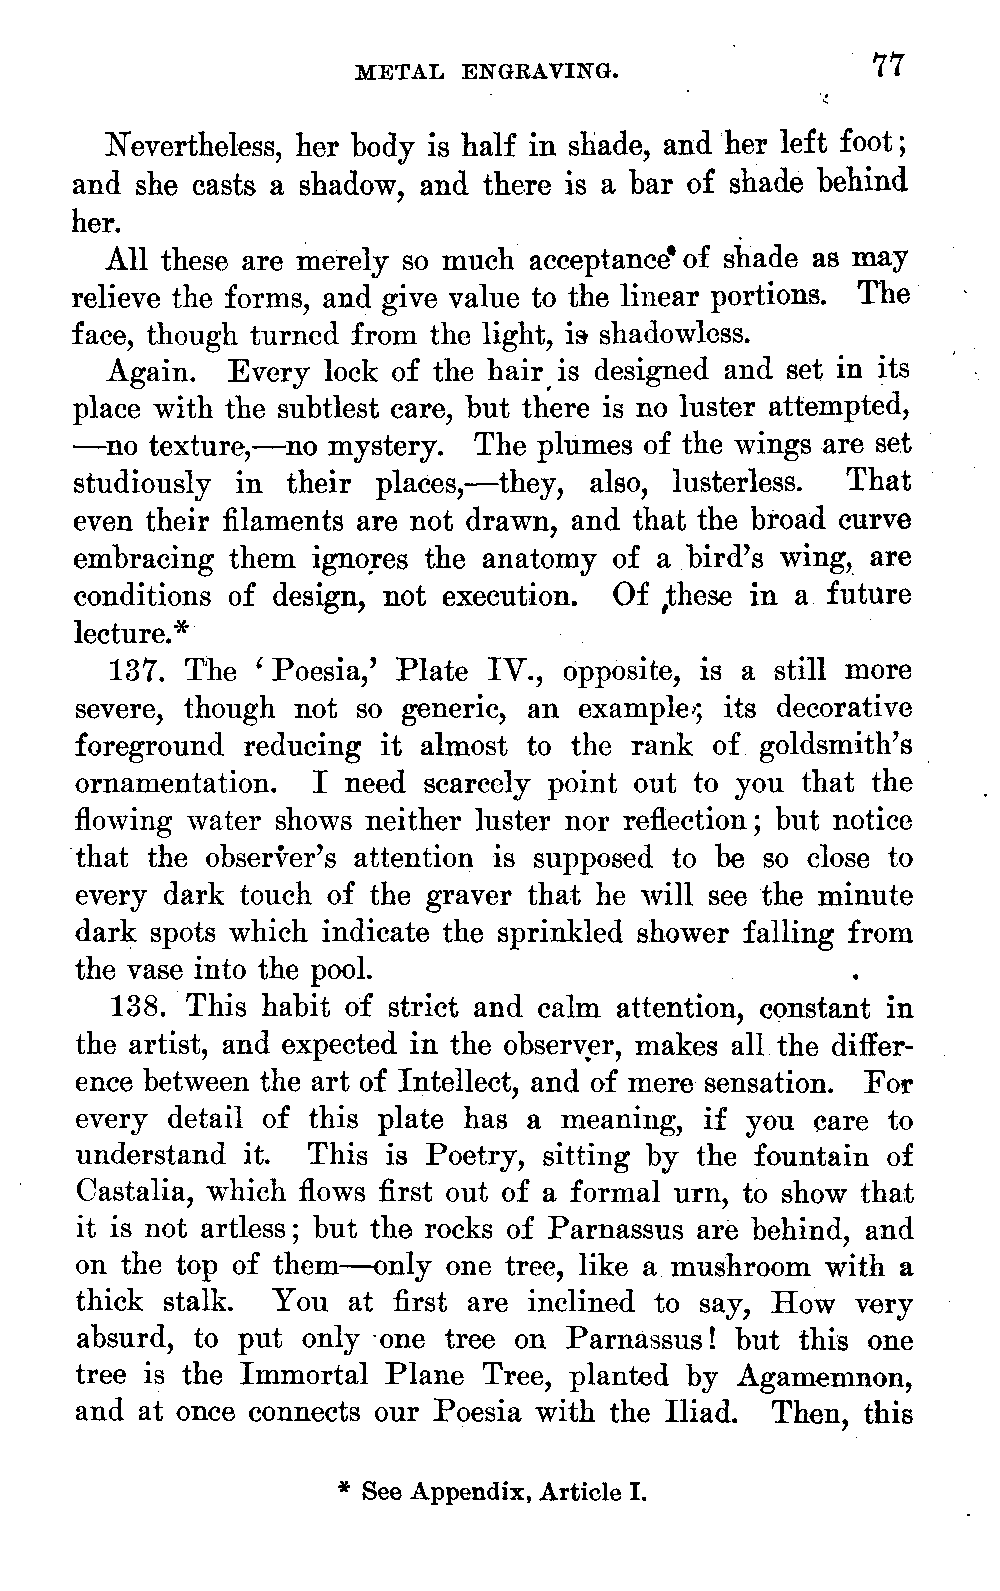 METAL ENGRAVING. 77
Nevertheless, her body is half in shade, and her left foot;
and she casts a shadow, and there is a bar of shade behind
her.
All these are merely so much acceptance of shade as may
relieve the forms, and give value to the linear portions. The
face, though turned from the light, is shadowless.
Again. Every lock of the hair is designed and set in its
place with the subtlest care, but there is no luster attempted,
—no texture,—no mystery. The plumes of the wings are set
studiously in their places,—they, also, lusterless. That
even their filaments are not drawn, and that the broad curve
embracing them ignores the anatomy of a bird's wing, are
conditions of design, not execution. Of these in a future
lecture.*
137. The ‘Poesia,’ Plate IV., opposite, is a still more
severe, though not so generic, an example; its decorative
foreground reducing it almost to the rank of goldsmith's
ornamentation. I need scarcely point out to you that the
flowing water shows neither luster nor reflection; but notice
that the observer's attention is supposed to be so close to
every dark touch of the graver that he will see the minute
dark spots which indicate the sprinkled shower falling from
the vase into the pool.
138. This habit of strict and calm attention, constant in
the artist, and expected in the observer, makes all the differ-
ence between the art of Intellect, and of mere sensation. For
every detail of this plate has a meaning, if you care to
understand it. This is Poetry, sitting by the fountain of
Castalia, which flows first out of a formal urn, to show that
it is not artless; but the rocks of Parnassus are behind, and
on the top of them—only one tree, like a mushroom with a
thick stalk. You at first are inclined to say, How very
absurd, to put only one tree on Parnassus! but this one
tree is the Immortal Plane Tree, planted by Agamemnon,
and at once connects our Poesia with the Iliad. Then, this
* See Appendix, Article I.